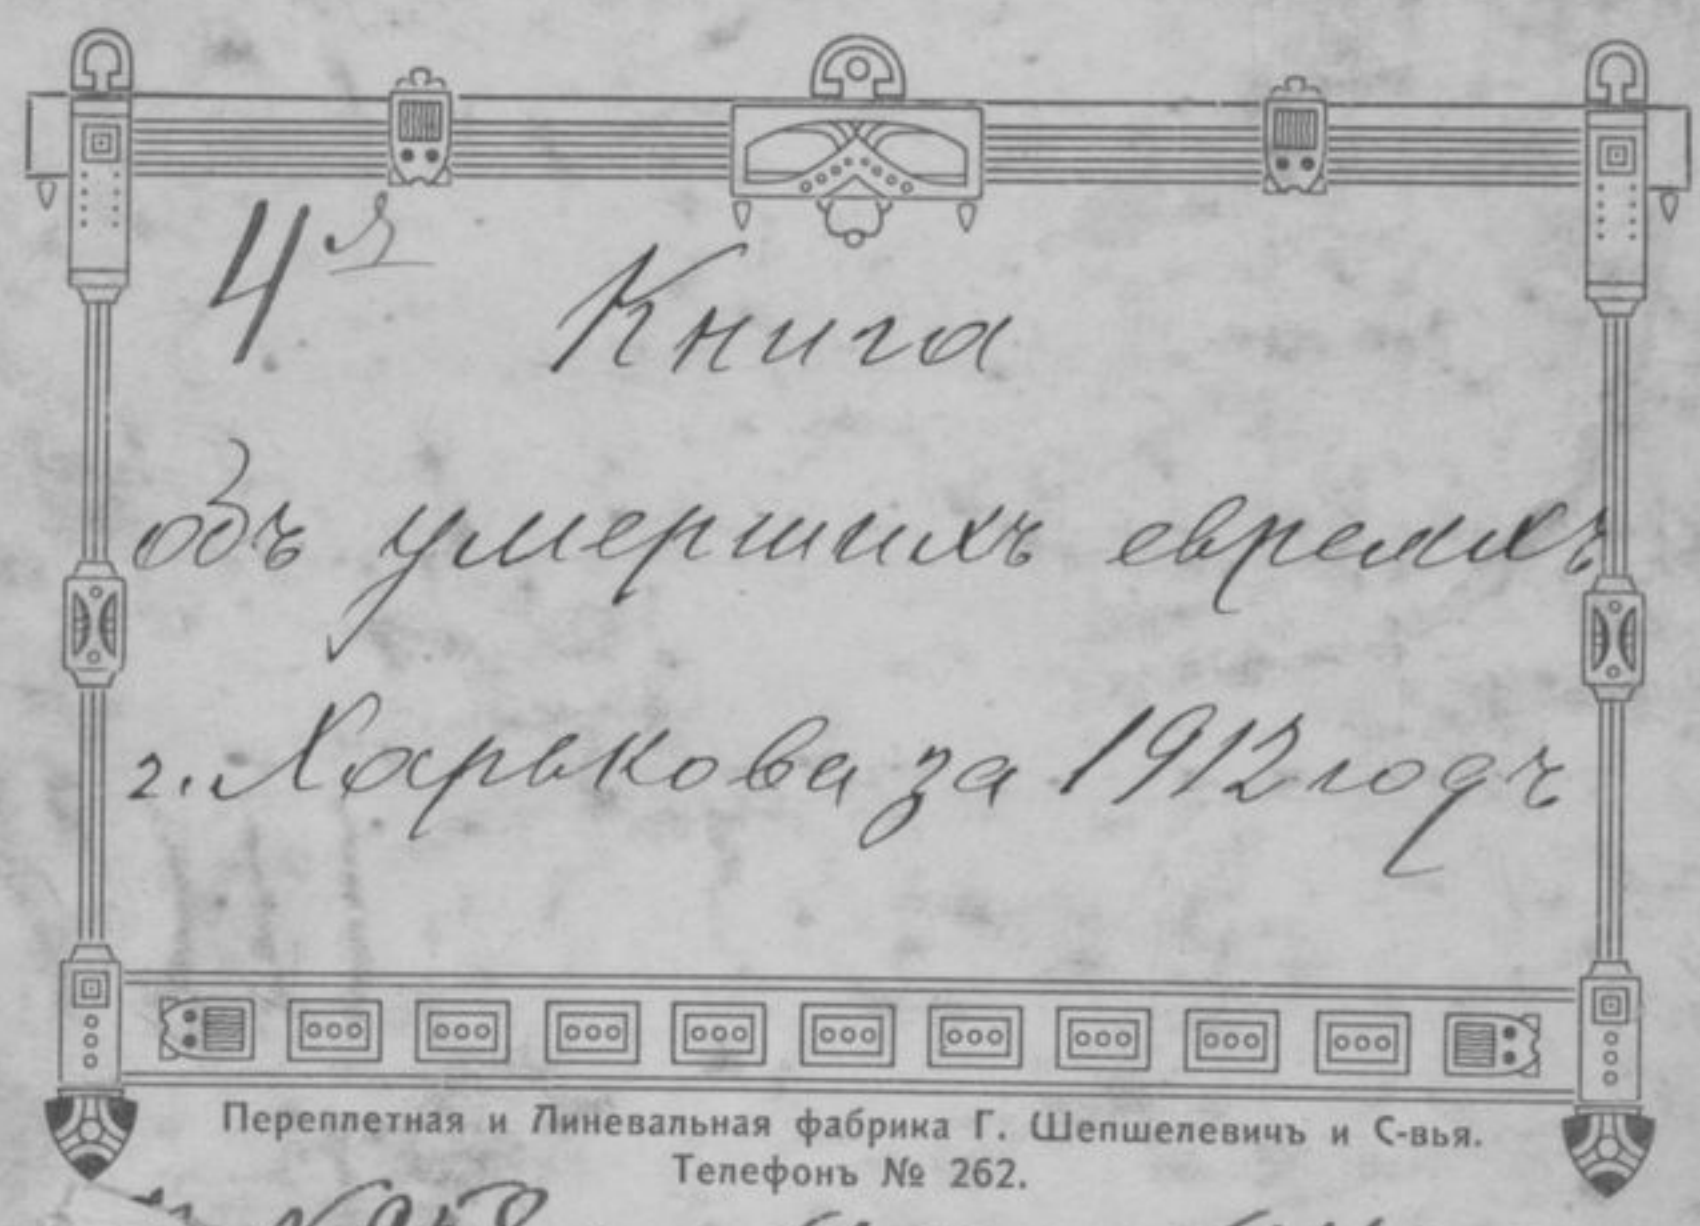 4я
Книга
объ умершихъ евреяхъ
г. Харькова за 1912 годъ
Переплетная и Линевальная фабрика Г. Шепшелевичъ и С-вья.
Телефонъ № 262.